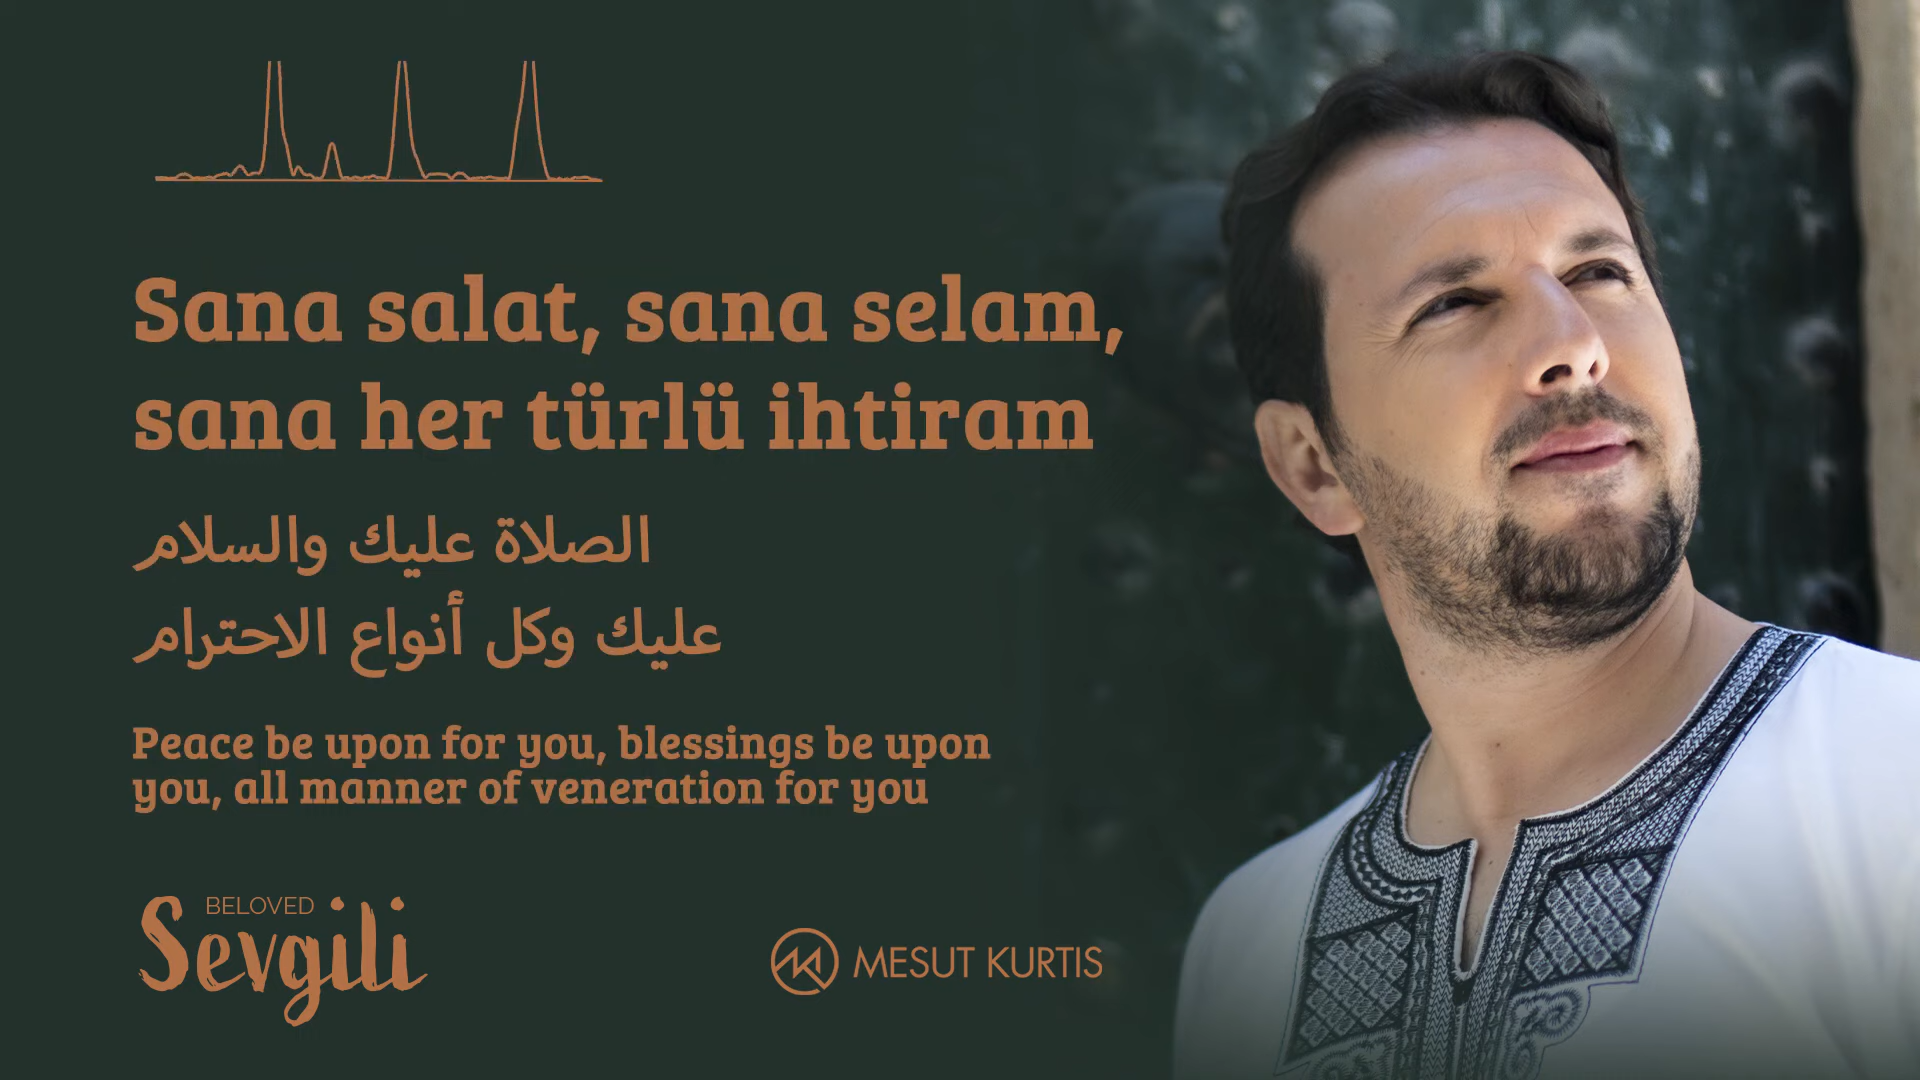 Sana salat, sana selam,
sana her türlü ihtiram
الصلاة عليك والسلام
عليك وكل أنواع الاحترام
Peace be upon for you, blessings be upon
you, all manner of veneration for you
BELOVED
Sevgili
MESUT KURTIS